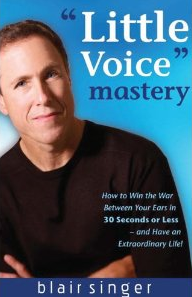 "Little
Voice"
mastery
How to Win the War
Between Your Ears in
30 Seconds or Less
– and Have an
Extraordinary Life!
blair singer